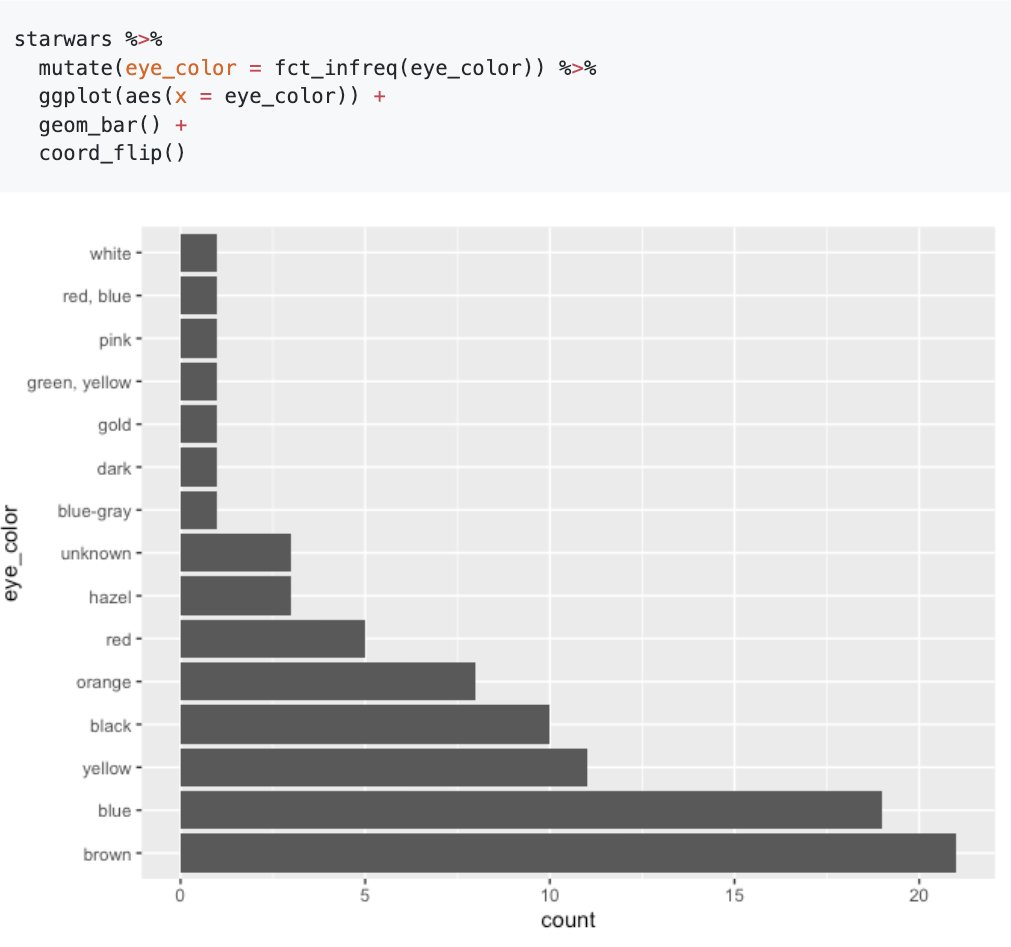 starwars %>%
  mutate(eye_color = fct_infreq(eye_color)) %>%
  ggplot(aes(x = eye_color)) +
  geom_bar() +
  coord_flip()
white
red, blue
pink
green, yellow
gold
dark
blue-gray
unknown
hazel
red
orange
black
yellow
blue
brown
eye_color
0 5 10 15 20
count